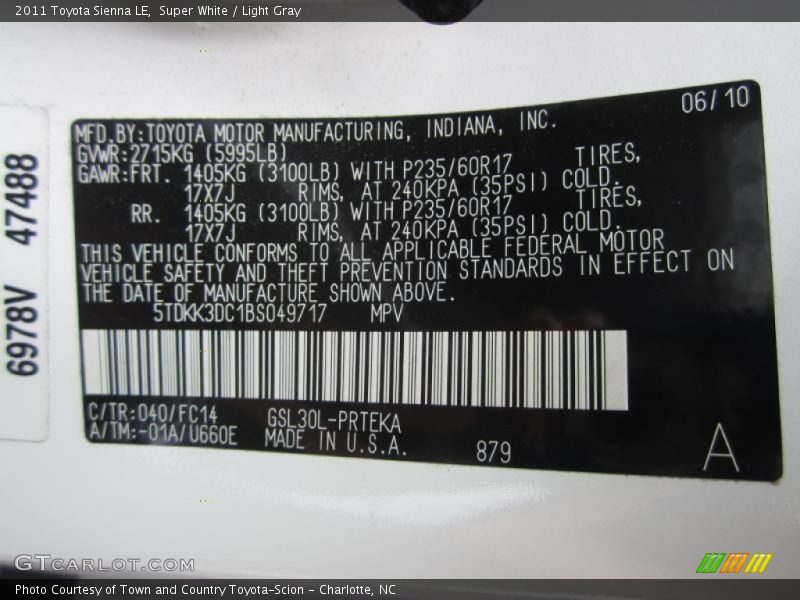 2011 Toyota Sienna LE,  Super White / Light Gray
06/10
MFD. BY: TOYOTA MOTOR MANUFACTURING, INDIANA, INC.
GVWR: 2715KG (5995LB)
GAWR: FRT. 1405KG (3100LB) WITH P235/60R17 TIRES,
17X7J RIMS, AT 240KPA (35PSI) COLD.
RR. 1405KG (3100LB) WITH P235/60R17 TIRES,
17X7J RIMS, AT 240KPA (35PSI) COLD.
THIS VEHICLE CONFORMS TO ALL APPLICABLE FEDERAL MOTOR
VEHICLE SAFETY AND THEFT PREVENTION STANDARDS IN EFFECT ON
THE DATE OF MANUFACTURE SHOWN ABOVE.
5TDKK3DC1BS049717 MPV
C/TR: 040/FC14 GSL30L-PRTEKA
A/TM: -01A/U660E MADE IN U.S.A. 879
A
6978V 47488
GTCARLOT.COM
Photo Courtesy of Town and Country Toyota-Scion - Charlotte, NC